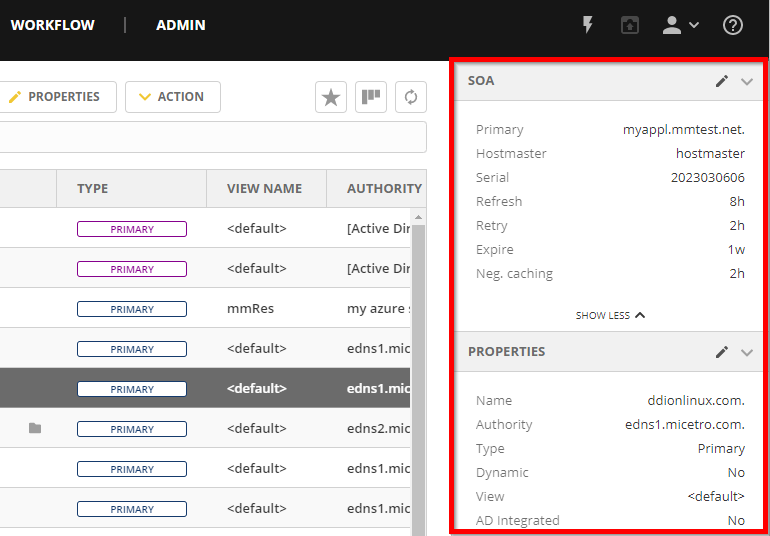 WORKFLOW | ADMIN
PROPERTIES ACTION
TYPE VIEW NAME AUTHORITY
PRIMARY <default> [Active Dir
PRIMARY <default> [Active Dir
PRIMARY mmRes my azure s
PRIMARY <default> edns1.mic
PRIMARY <default> edns1.mic
PRIMARY <default> edns2.mic
PRIMARY <default> edns1.mic
PRIMARY <default> edns1.mic
SOA
Primary myappl.mmtest.net.
Hostmaster hostmaster
Serial 2023030606
Refresh 8h
Retry 2h
Expire 1w
Neg. caching 2h
SHOW LESS
PROPERTIES
Name ddionlinux.com.
Authority edns1.micetro.com.
Type Primary
Dynamic No
View <default>
AD Integrated No